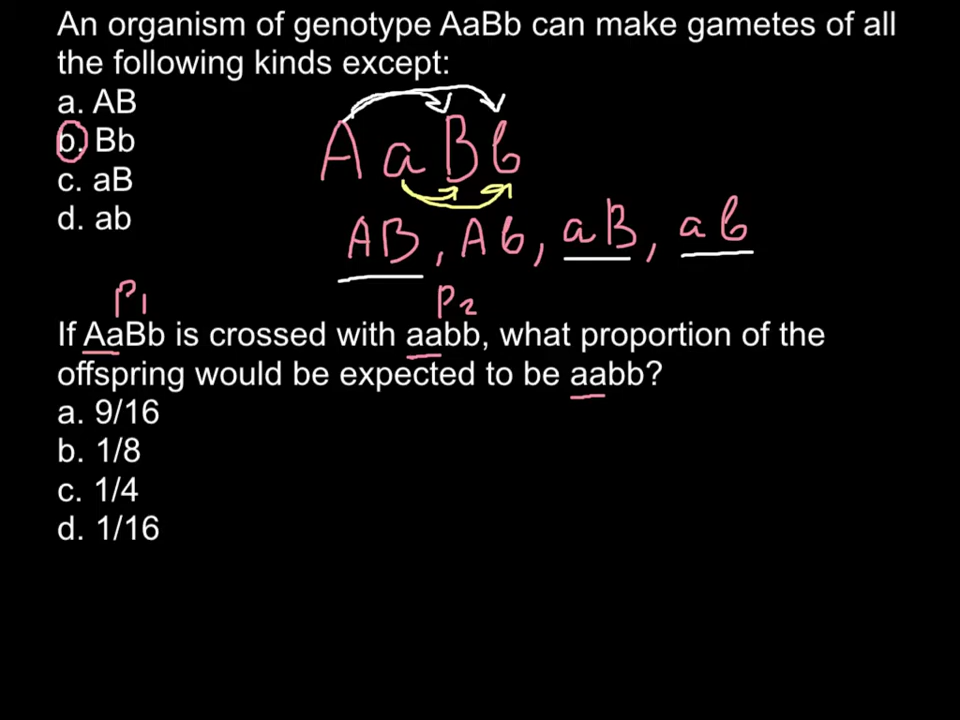 An organism of genotype AaBb can make gametes of all
the following kinds except:
a. AB
b. Bb
c. aB
d. ab
A a B b
AB, Ab, aB, ab
P1 P2
If AaBb is crossed with aabb, what proportion of the
offspring would be expected to be aabb?
a. 9/16
b. 1/8
c. 1/4
d. 1/16